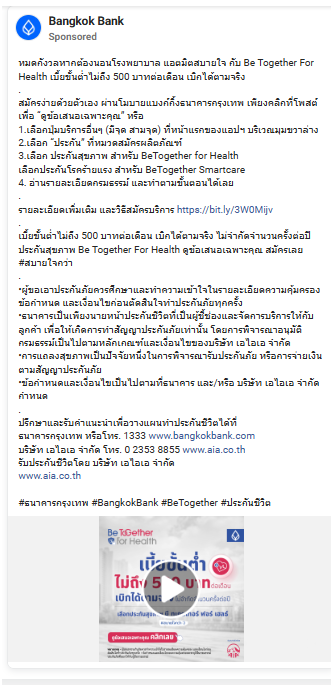 Bangkok Bank
Sponsored
หมดกังวลหากต้องนอนโรงพยาบาล แอดมิตสบายใจ กับ Be Together For
Health เบี้ยขั้นต่ำไม่ถึง 500 บาทต่อเดือน เบิกได้ตามจริง
.
สมัครง่ายด้วยตัวเอง ผ่านโมบายแบงก์กิ้งธนาคารกรุงเทพ เพียงคลิกที่โพสต์
เพื่อ "ดูข้อเสนอเฉพาะคุณ" หรือ
1.เลือกปุ่มบริการอื่นๆ (มีจุด สามจุด) ที่หน้าแรกของแอปฯ บริเวณมุมขวาล่าง
2.เลือก "ประกัน" ที่หมวดสมัครผลิตภัณฑ์
3.เลือก ประกันสุขภาพ สำหรับ BeTogether for Health
เลือกประกันโรคร้ายแรง สำหรับ BeTogether Smartcare
4. อ่านรายละเอียดกรมธรรม์ และทำตามขั้นตอนได้เลย
.
รายละเอียดเพิ่มเติม และวิธีสมัครบริการ https://bit.ly/3W0Mijv
.
เบี้ยขั้นต่ำไม่ถึง 500 บาทต่อเดือน เบิกได้ตามจริง ไม่จำกัดจำนวนครั้งต่อปี
ประกันสุขภาพ Be Together For Health ดูข้อเสนอเฉพาะคุณ สมัครเลย
#สบายใจกว่า
.
*ผู้ขอเอาประกันภัยควรศึกษาและทำความเข้าใจในรายละเอียดความคุ้มครอง
ข้อกำหนด และเงื่อนไขก่อนตัดสินใจทำประกันภัยทุกครั้ง
*ธนาคารเป็นเพียงนายหน้าประกันชีวิตที่เป็นผู้ชี้ช่องและจัดการบริการให้กับ
ลูกค้า เพื่อให้เกิดการทำสัญญาประกันภัยเท่านั้น โดยการพิจารณาอนุมัติ
กรมธรรม์เป็นไปตามหลักเกณฑ์และเงื่อนไขของบริษัท เอไอเอ จำกัด
*การแถลงสุขภาพเป็นปัจจัยหนึ่งในการพิจารณารับประกันภัย หรือการจ่ายเงิน
ตามสัญญาประกันภัย
*ข้อกำหนดและเงื่อนไขเป็นไปตามที่ธนาคาร และ/หรือ บริษัท เอไอเอ จำกัด
กำหนด
.
ปรึกษาและรับคำแนะนำเพื่อวางแผนทำประกันชีวิตได้ที่
ธนาคารกรุงเทพ หรือโทร. 1333 www.bangkokbank.com
บริษัท เอไอเอ จำกัด โทร. 0 2353 8855 www.aia.co.th
รับประกันชีวิตโดย บริษัท เอไอเอ จำกัด
www.aia.co.th
.
#ธนาคารกรุงเทพ #BangkokBank #BeTogether #ประกันชีวิต
Be ToGether
for Health
เบี้ยขั้นต่ำ
ไม่ถึง 500 บาทต่อเดือน
เบิกได้ตามจริง
ดูข้อเสนอเฉพาะคุณ คลิกเลย
AIA